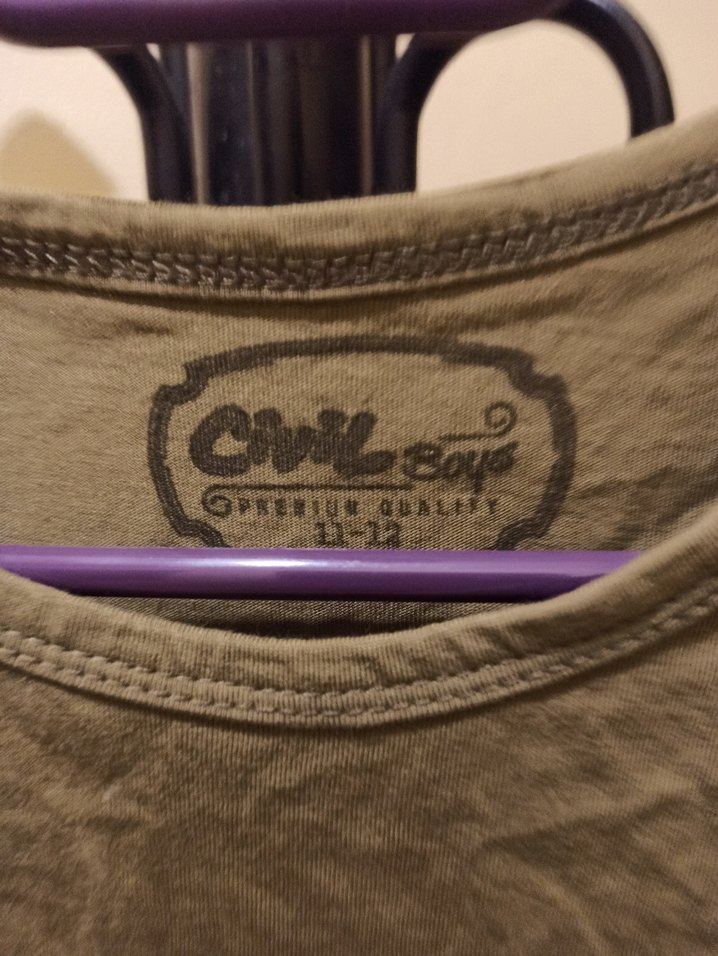 Civil Boys
PREMIUM QUALITY
11-12